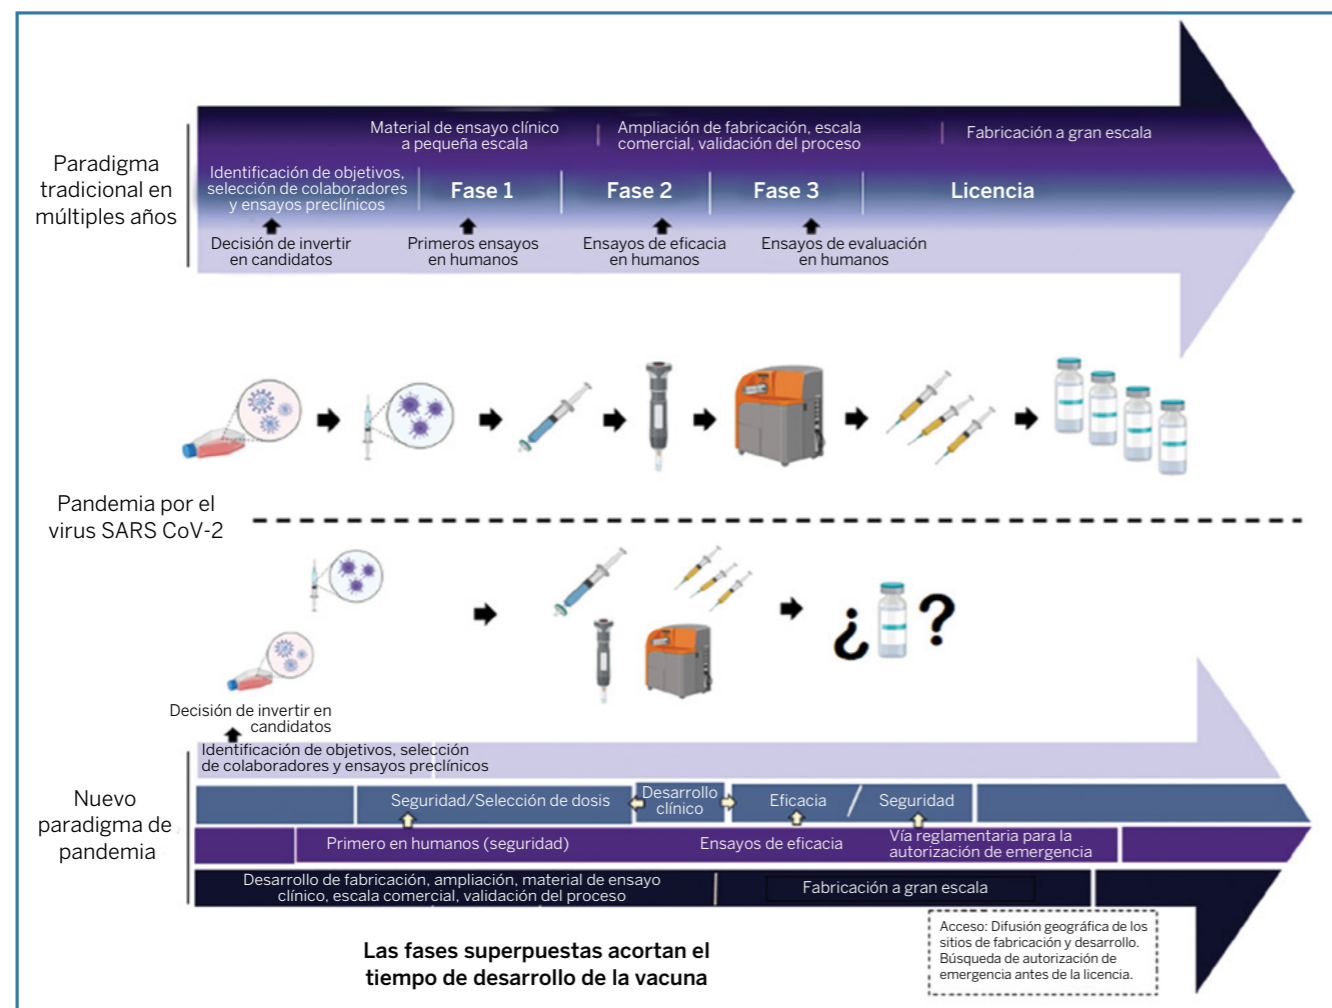 Paradigma
tradicional en
múltiples años
Material de ensayo clínico
a pequeña escala
Ampliación de fabricación, escala
comercial, validación del proceso
Fabricación a gran escala
Identificación de objetivos,
selección de colaboradores
y ensayos preclínicos
Fase 1
Fase 2
Fase 3
Licencia
Decisión de invertir
en candidatos
Primeros ensayos
en humanos
Ensayos de eficacia
en humanos
Ensayos de evaluación
en humanos
Pandemia por el
virus SARS CoV-2
¿ ?
Decisión de invertir en
candidatos
Identificación de objetivos, selección
de colaboradores y ensayos preclínicos
Nuevo
paradigma de
pandemia
Seguridad/Selección de dosis
Desarrollo
clínico
Eficacia
/
Seguridad
Primero en humanos (seguridad)
Ensayos de eficacia
Vía reglamentaria para la
autorización de emergencia
Desarrollo de fabricación, ampliación, material de ensayo
clínico, escala comercial, validación del proceso
Fabricación a gran escala
Las fases superpuestas acortan el
tiempo de desarrollo de la vacuna
Acceso: Difusión geográfica de los
sitios de fabricación y desarrollo.
Búsqueda de autorización de
emergencia antes de la licencia.